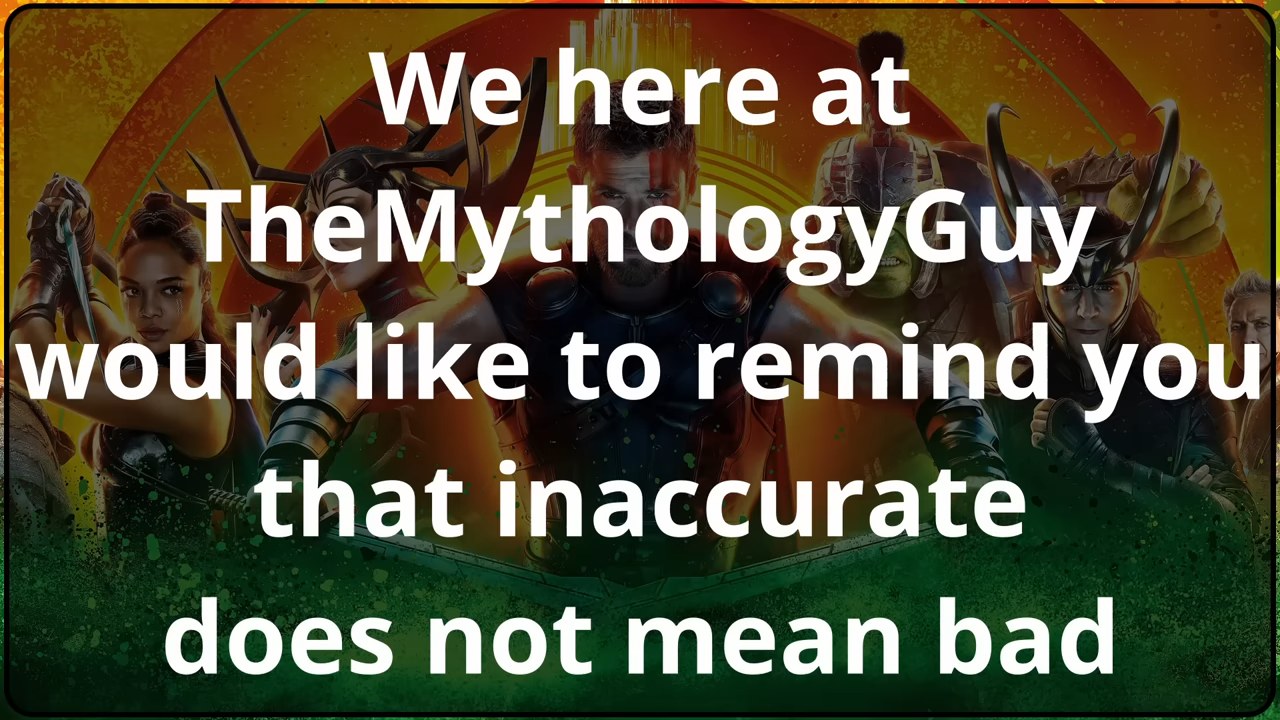 We here at
TheMythologyGuy
would like to remind you
that inaccurate
does not mean bad